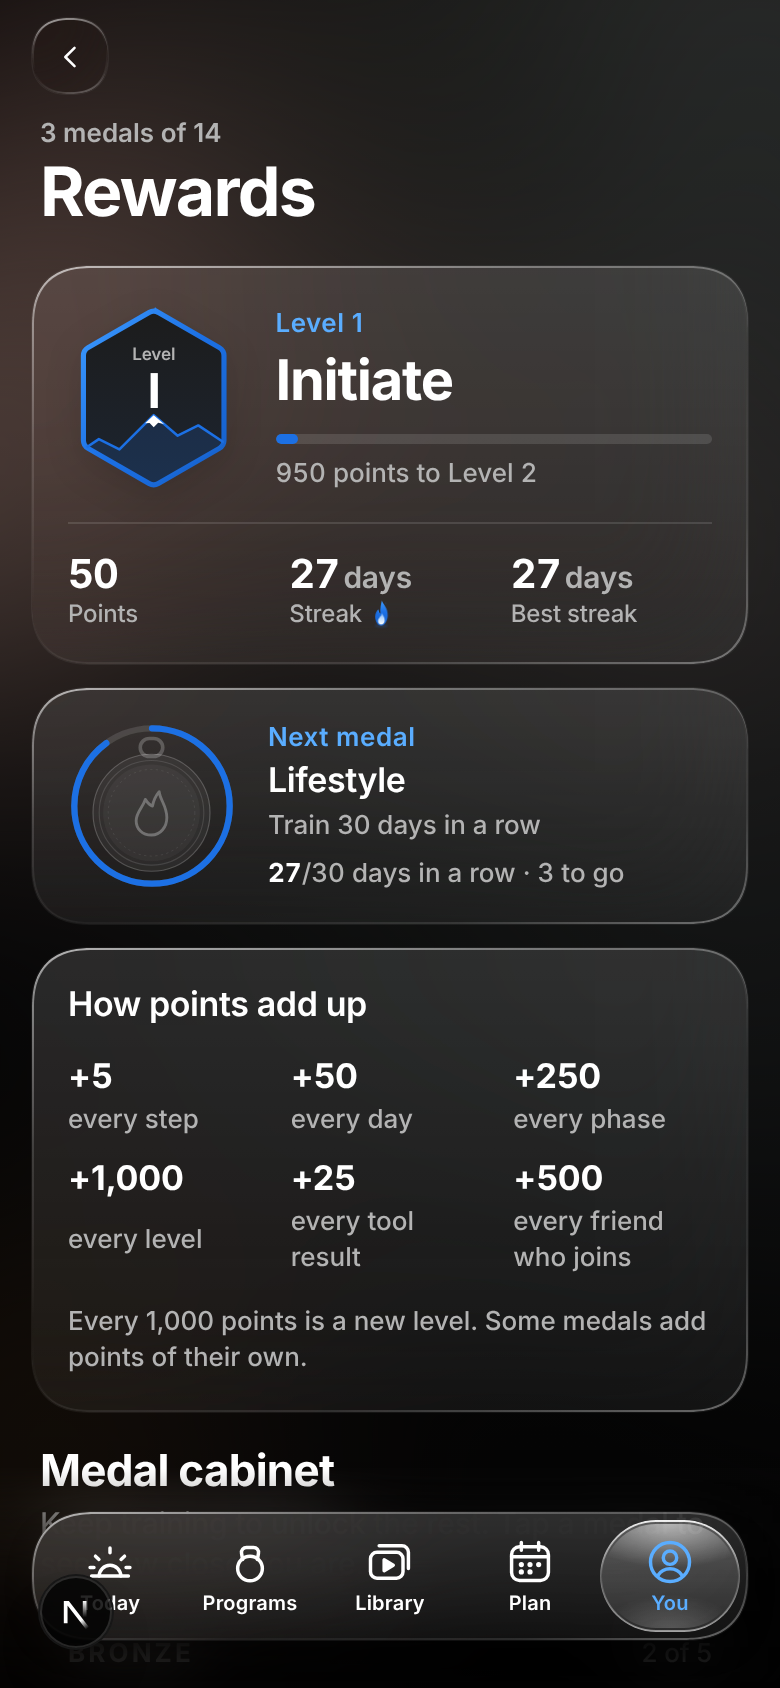 3 medals of 14
Rewards
Level
I
Level 1
Initiate
950 points to Level 2
50
Points
27 days
Streak
27 days
Best streak
Next medal
Lifestyle
Train 30 days in a row
27/30 days in a row · 3 to go
How points add up
+5
every step
+50
every day
+250
every phase
+1,000
every level
+25
every tool
result
+500
every friend
who joins
Every 1,000 points is a new level. Some medals add
points of their own.
Medal cabinet
Today
Programs
Library
Plan
You
N
BRONZE
2 of 5